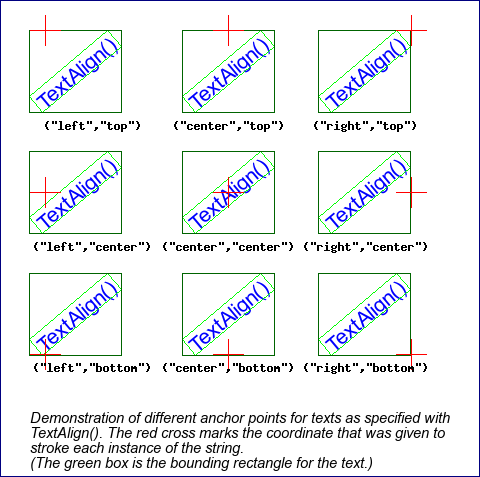 TextAlign() TextAlign() TextAlign()
("left","top") ("center","top") ("right","top")
TextAlign() TextAlign() TextAlign()
("left","center") ("center","center") ("right","center")
TextAlign() TextAlign() TextAlign()
("left","bottom") ("center","bottom") ("right","bottom")
Demonstration of different anchor points for texts as specified with
TextAlign(). The red cross marks the coordinate that was given to
stroke each instance of the string.
(The green box is the bounding rectangle for the text.)